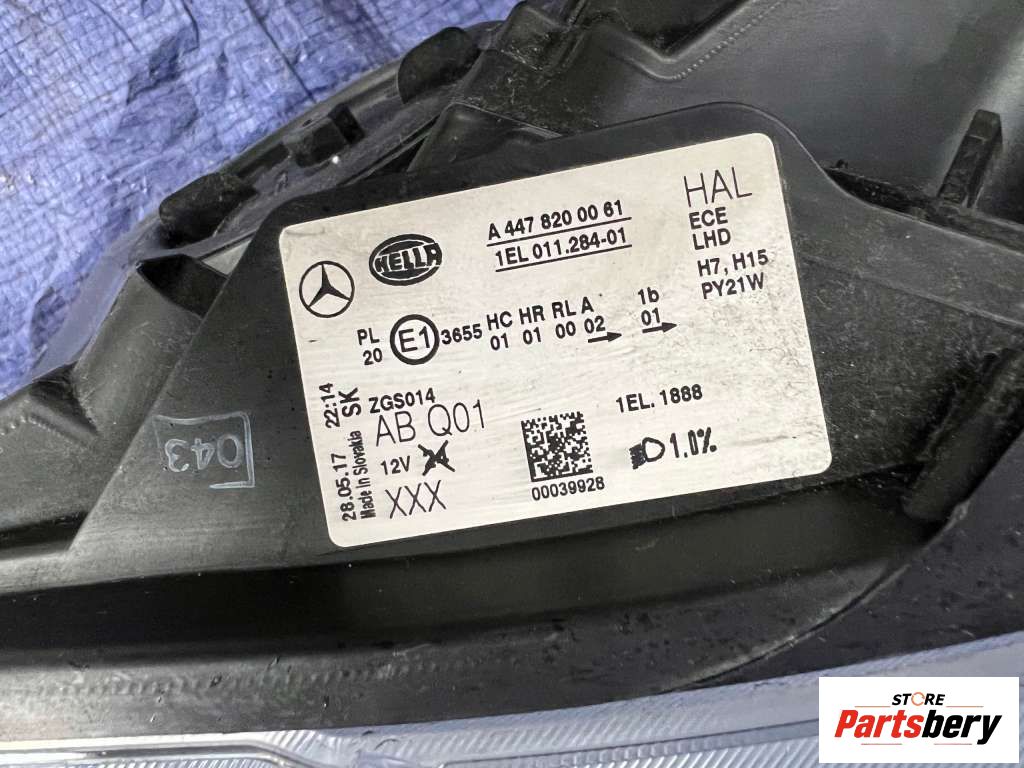 HELLA
A 447 820 00 61
1EL 011.284-01
HAL
ECE
LHD
H7, H15
PY21W
PL
20
E1
3655
HC HR RL A
01 01 00 02
1b
01
28.05.17 22:14
Made in Slovakia SK
ZGS014
AB Q01
12V
XXX
00039928
1EL. 1888
1.0%
043
STORE
Partsbery